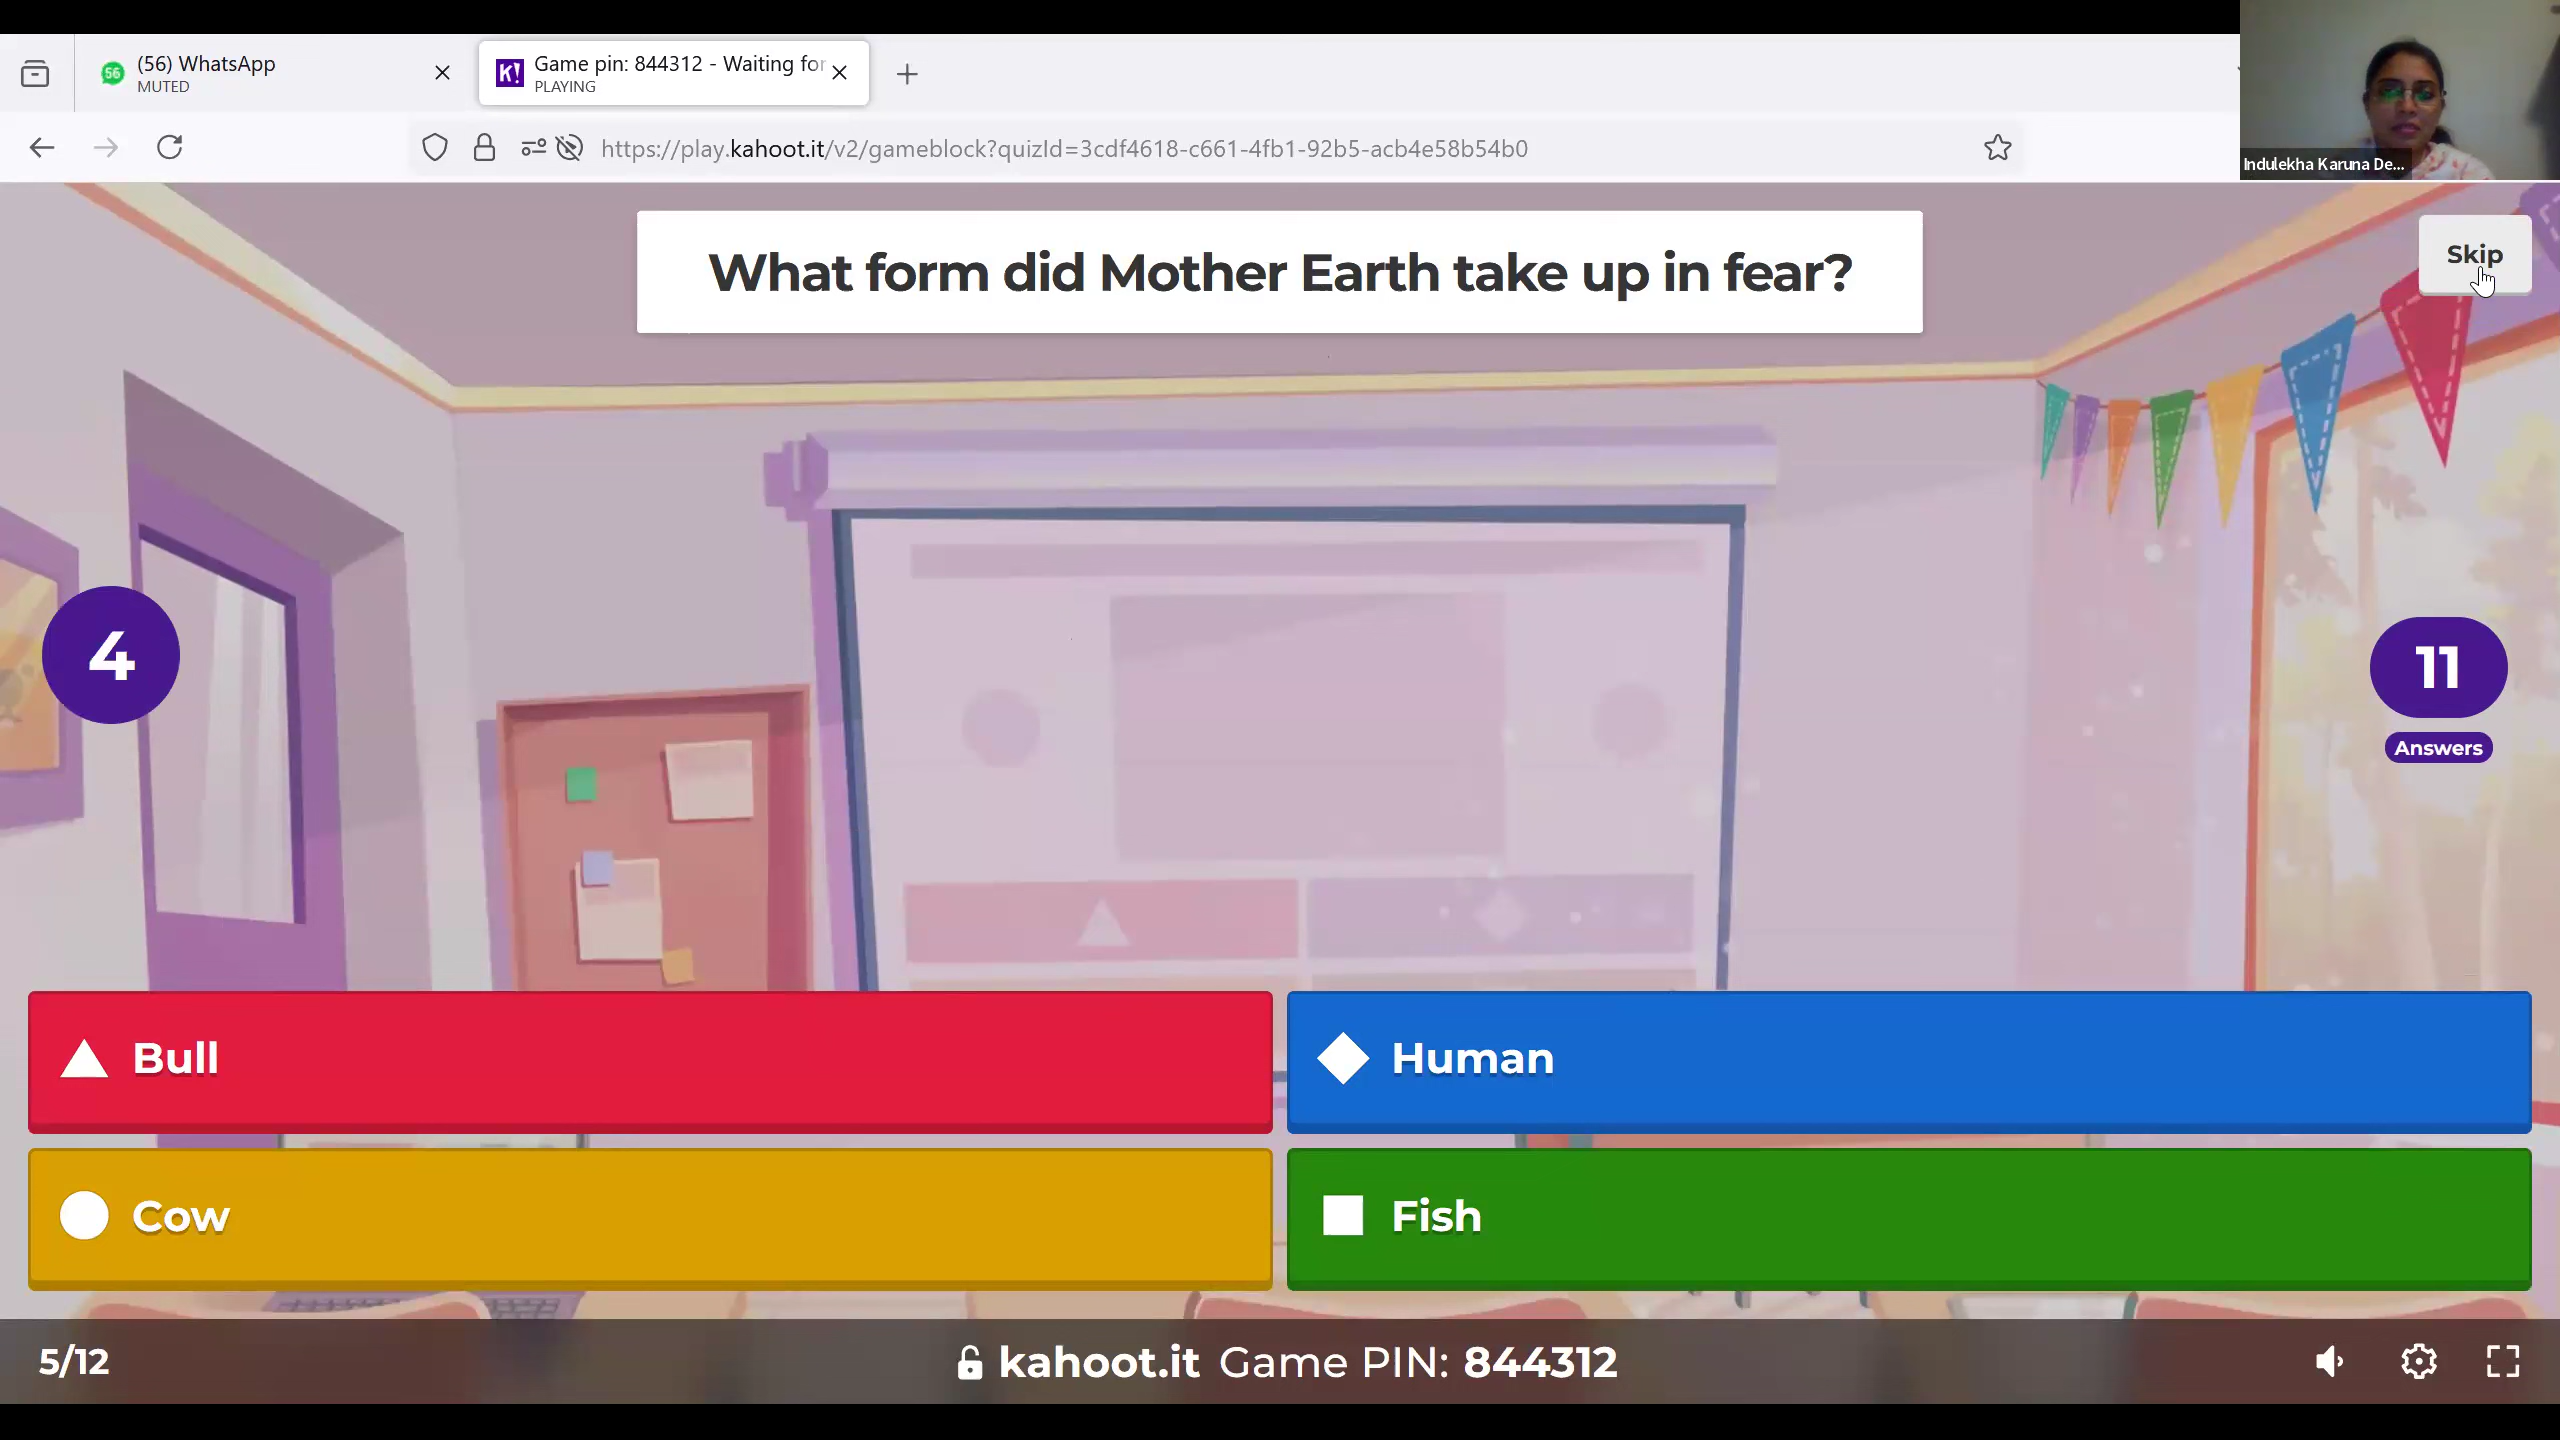 (56) WhatsApp
MUTED
56
K!
Game pin: 844312 - Waiting for
PLAYING
https://play.kahoot.it/v2/gameblock?quizId=3cdf4618-c661-4fb1-92b5-acb4e58b54b0
Indulekha Karuna De...
What form did Mother Earth take up in fear?
Skip
4
11
Answers
Bull
Human
Cow
Fish
5/12
kahoot.it Game PIN: 844312